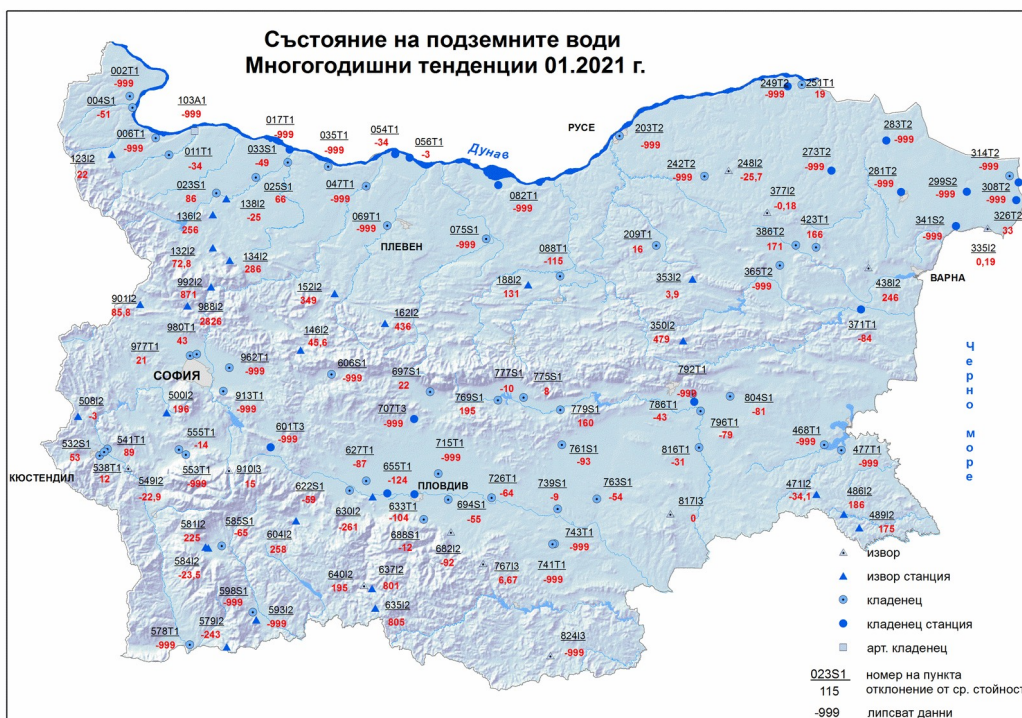 Състояние на подземните води
Многогодишни тенденции 01.2021 г.
002T1
-999
004S1
-51
103A1
-999
006T1
-999
017T1
-999
035T1
-999
054T1
-34
056T1
-3
Дунав
РУСЕ
203T2
-999
249T2
-999
251T1
19
283T2
-999
123I2
22
011T1
-34
033S1
-49
242T2
-999
248I2
-25,7
273T2
-999
314T2
-999
023S1
86
138I2
-25
025S1
66
047T1
-999
082T1
-999
377I2
-0,18
281T2
-999
299S2
-999
308T2
-999
136I2
256
069T1
-999
ПЛЕВЕН
075S1
-999
209T1
16
386T2
171
423T1
166
341S2
-999
326T2
33
335I2
0,19
132I2
72,8
134I2
286
088T1
-115
365T2
-999
ВАРНА
992I2
871
152I2
349
188I2
131
353I2
3,9
438I2
246
901I2
85,8
988I2
2826
162I2
436
371T1
-84
980T1
43
146I2
45,6
350I2
479
977T1
21
СОФИЯ
962T1
-999
606S1
-999
697S1
22
777S1
-10
775S1
8
792T1
-999
Черно море
508I2
-3
500I2
196
913T1
-999
707T3
-999
769S1
195
779S1
160
786T1
-43
804S1
-81
796T1
-79
532S1
53
541T1
89
555T1
-14
601T3
-999
627T1
-87
715T1
-999
761S1
-93
816T1
-31
468T1
-999
477T1
-999
КЮСТЕНДИЛ
538T1
12
549I2
-22,9
553T1
-999
910I3
15
622S1
-59
655T1
-124
ПЛОВДИВ
726T1
-64
739S1
-9
763S1
-54
471I2
-34,1
486I2
186
489I2
175
581I2
225
585S1
-65
604I2
258
630I2
-261
633T1
-104
694S1
-55
817I3
0
584I2
-23,5
688S1
-12
682I2
-92
743T1
-999
598S1
-999
640I2
195
637I2
801
767I3
6,67
741T1
-999
593I2
-999
635I2
805
578T1
-999
579I2
-243
824I3
-999
извор
извор станция
кладенец
кладенец станция
арт. кладенец
023S1 номер на пункта
115 отклонение от ср. стойност
-999 липсват данни